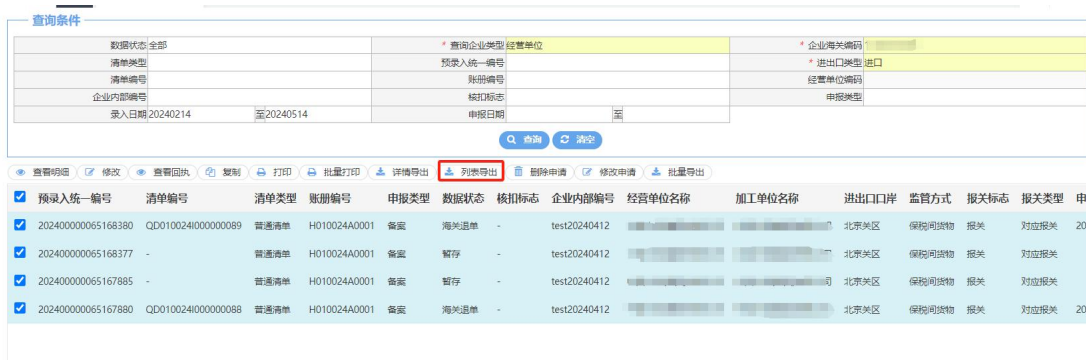 查询条件
数据状态 全部 * 查询企业类型 经营单位 * 企业海关编码
清单类型 预录入统一编号 * 进出口类型 进口
清单编号 账册编号 经营单位编码
企业内部编号 核扣标志 申报类型
录入日期 20240214 至 20240514 申报日期 至
查询 清空
查看明细 修改 查看回执 复制 打印 批量打印 详情导出 列表导出 删除申请 修改申请 批量导出
预录入统一编号 清单编号 清单类型 账册编号 申报类型 数据状态 核扣标志 企业内部编号 经营单位名称 加工单位名称 进出口口岸 监管方式 报关标志 报关类型 申
202400000065168380 QD010024I000000089 普通清单 H010024A0001 备案 海关退单 - test20240412 北京关区 保税间货物 报关 对应报关 20
202400000065168377 - 普通清单 H010024A0001 备案 暂存 - test20240412 北京关区 保税间货物 报关 对应报关
202400000065167885 - 普通清单 H010024A0001 备案 暂存 - test20240412 司 北京关区 保税间货物 报关 对应报关
202400000065167880 QD010024I000000088 普通清单 H010024A0001 备案 海关退单 - test20240412 北京关区 保税间货物 报关 对应报关 20